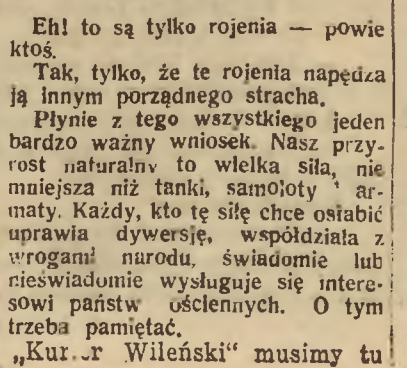 Eh! to są tylko rojenia — powie
ktoś.
Tak, tylko, że te rojenia napędza
ją innym porządnego stracha.
Płynie z tego wszystkiego jeden
bardzo ważny wniosek. Nasz przy-
rost naturalny to wielka siła, nie
mniejsza niż tanki, samoloty i ar-
maty. Każdy, kto tę siłę chce osłabić
uprawia dywersję, współdziała z
wrogami narodu, świadomie lub
nieświadomie wysługuje się intere-
sowi państw ościennych. O tym
trzeba pamiętać.
„Kurjer Wileński“ musimy tu